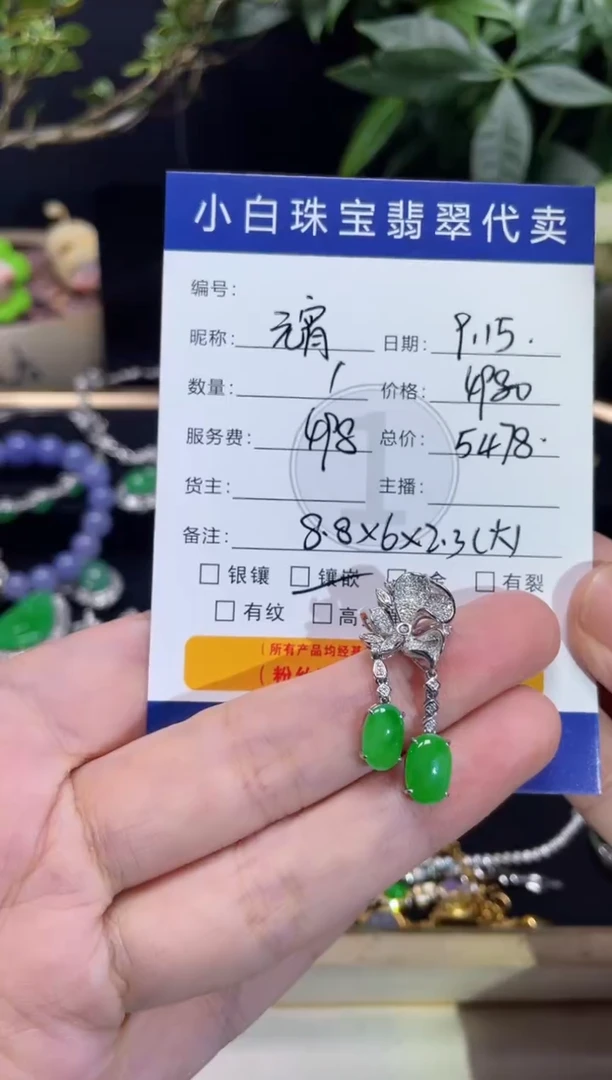 小白珠宝翡翠代卖
编号:
昵称: 元宵 日期: 9.15.
数量: 1 价格: 4980
服务费: 498 总价: 5478.
货主: 主播:
备注: 8.8×6×2.3(大)
□ 银镶 □ 镶嵌 金 □ 有裂
□ 有纹 □ 高
(所有产品均经基
(粉丝